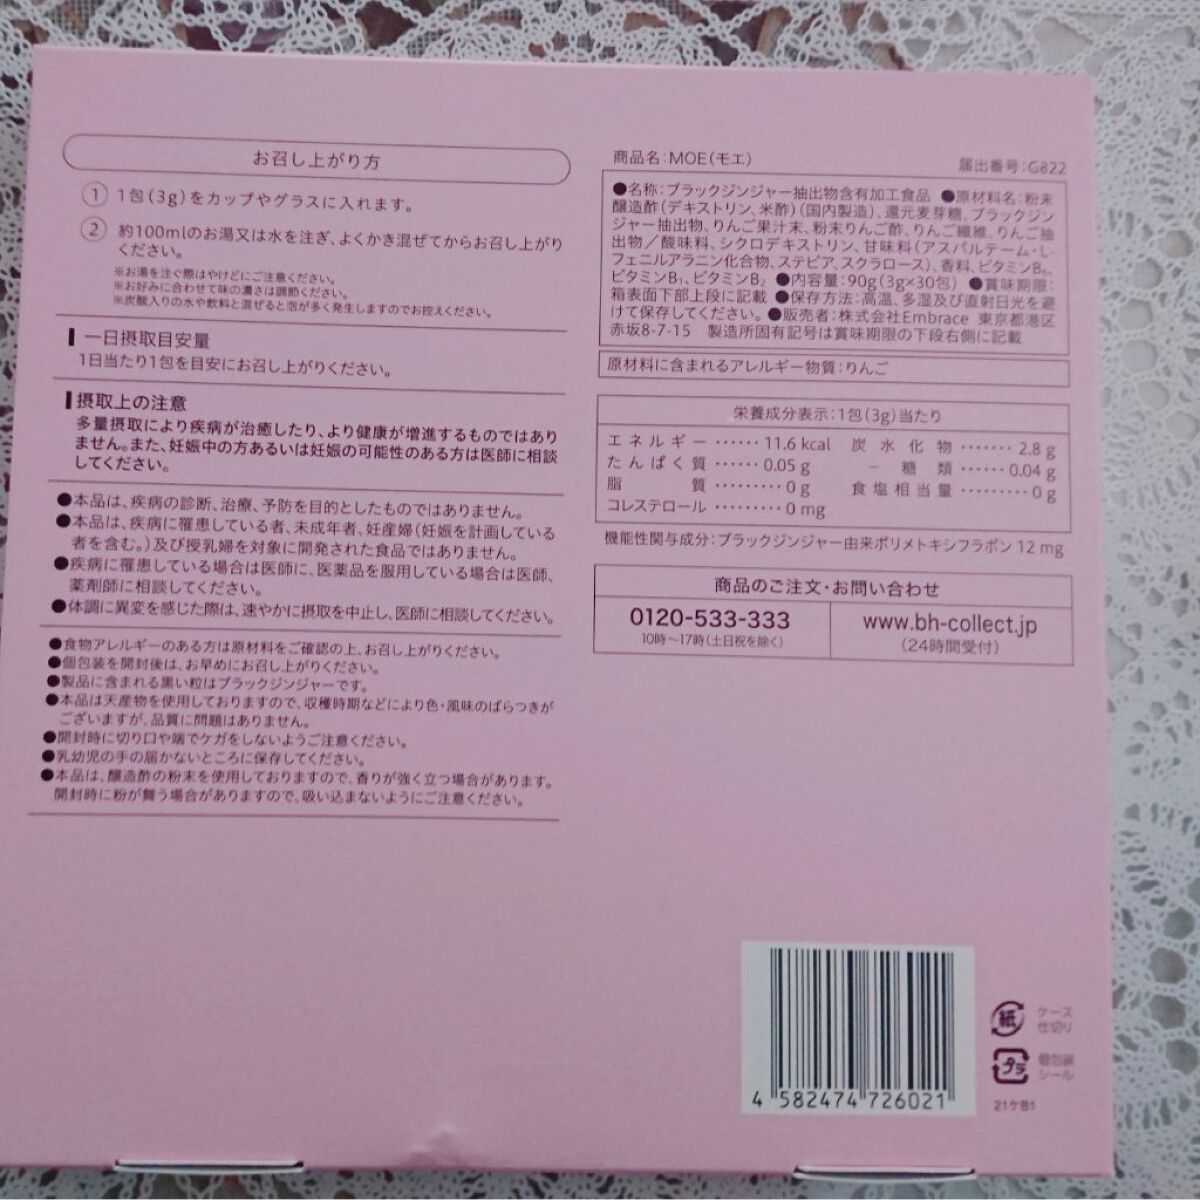 お召し上がり方
① 1包(3g)をカップやグラスに入れます。
② 約100mlのお湯又は水を注ぎ、よくかき混ぜてからお召し上がり
ください。
※お湯を注ぐ際はやけどにご注意ください。
※お好みに合わせて味の濃さは調節ください。
※炭酸入りの水や飲料と混ぜると泡が多く発生しますのでお控えください。
一日摂取目安量
1日当たり1包を目安にお召し上がりください。
摂取上の注意
多量摂取により疾病が治癒したり、より健康が増進するものではあり
ません。また、妊娠中の方あるいは妊娠の可能性のある方は医師に相談
してください。
●本品は、疾病の診断、治療、予防を目的としたものではありません。
●本品は、疾病に罹患している者、未成年者、妊産婦(妊娠を計画している
者を含む。)及び授乳婦を対象に開発された食品ではありません。
●疾病に罹患している場合は医師に、医薬品を服用している場合は医師、
薬剤師に相談してください。
●体調に異変を感じた際は、速やかに摂取を中止し、医師に相談してください。
●食物アレルギーのある方は原材料をご確認の上、お召し上がりください。
●個包装を開封後は、お早めにお召し上がりください。
●製品に含まれる黒い粒はブラックジンジャーです。
●本品は天産物を使用しておりますので、収穫時期などにより色・風味のばらつきが
ございますが、品質に問題はありません。
●開封時に切り口や端でケガをしないようご注意ください。
●乳幼児の手の届かないところに保存してください。
●本品は、醸造酢の粉末を使用しておりますので、香りが強く立つ場合があります。
開封時に粉が舞う場合がありますので、吸い込まないようにご注意ください。
商品名:MOE(モエ)
届出番号:G822
●名称:ブラックジンジャー抽出物含有加工食品 ●原材料名:粉末
醸造酢(デキストリン、米酢)(国内製造)、還元麦芽糖、ブラックジン
ジャー抽出物、りんご果汁末、粉末りんご酢、りんご繊維、りんご抽
出物/酸味料、シクロデキストリン、甘味料(アスパルテーム・L-
フェニルアラニン化合物、ステビア、スクラロース)、香料、ビタミンB₆、
ビタミンB₁、ビタミンB₂ ●内容量:90g(3g×30包) ●賞味期限:
箱表面下部上段に記載 ●保存方法:高温、多湿及び直射日光を避
けて保存してください。●販売者:株式会社Embrace 東京都港区
赤坂8-7-15 製造所固有記号は賞味期限の下段右側に記載
原材料に含まれるアレルギー物質:りんご
栄養成分表示:1包(3g)当たり
エネルギー……11.6 kcal 炭水化物……2.8 g
たんぱく質……0.05 g － 糖類……0.04 g
脂質………0 g 食塩相当量………0 g
コレステロール………0 mg
機能性関与成分:ブラックジンジャー由来ポリメトキシフラボン 12 mg
商品のご注文・お問い合わせ
0120-533-333
10時～17時(土日祝を除く)
www.bh-collect.jp
(24時間受付)
4 582474 726021
紙 ケース
仕切り
プラ 個包装
シール
21ケB1